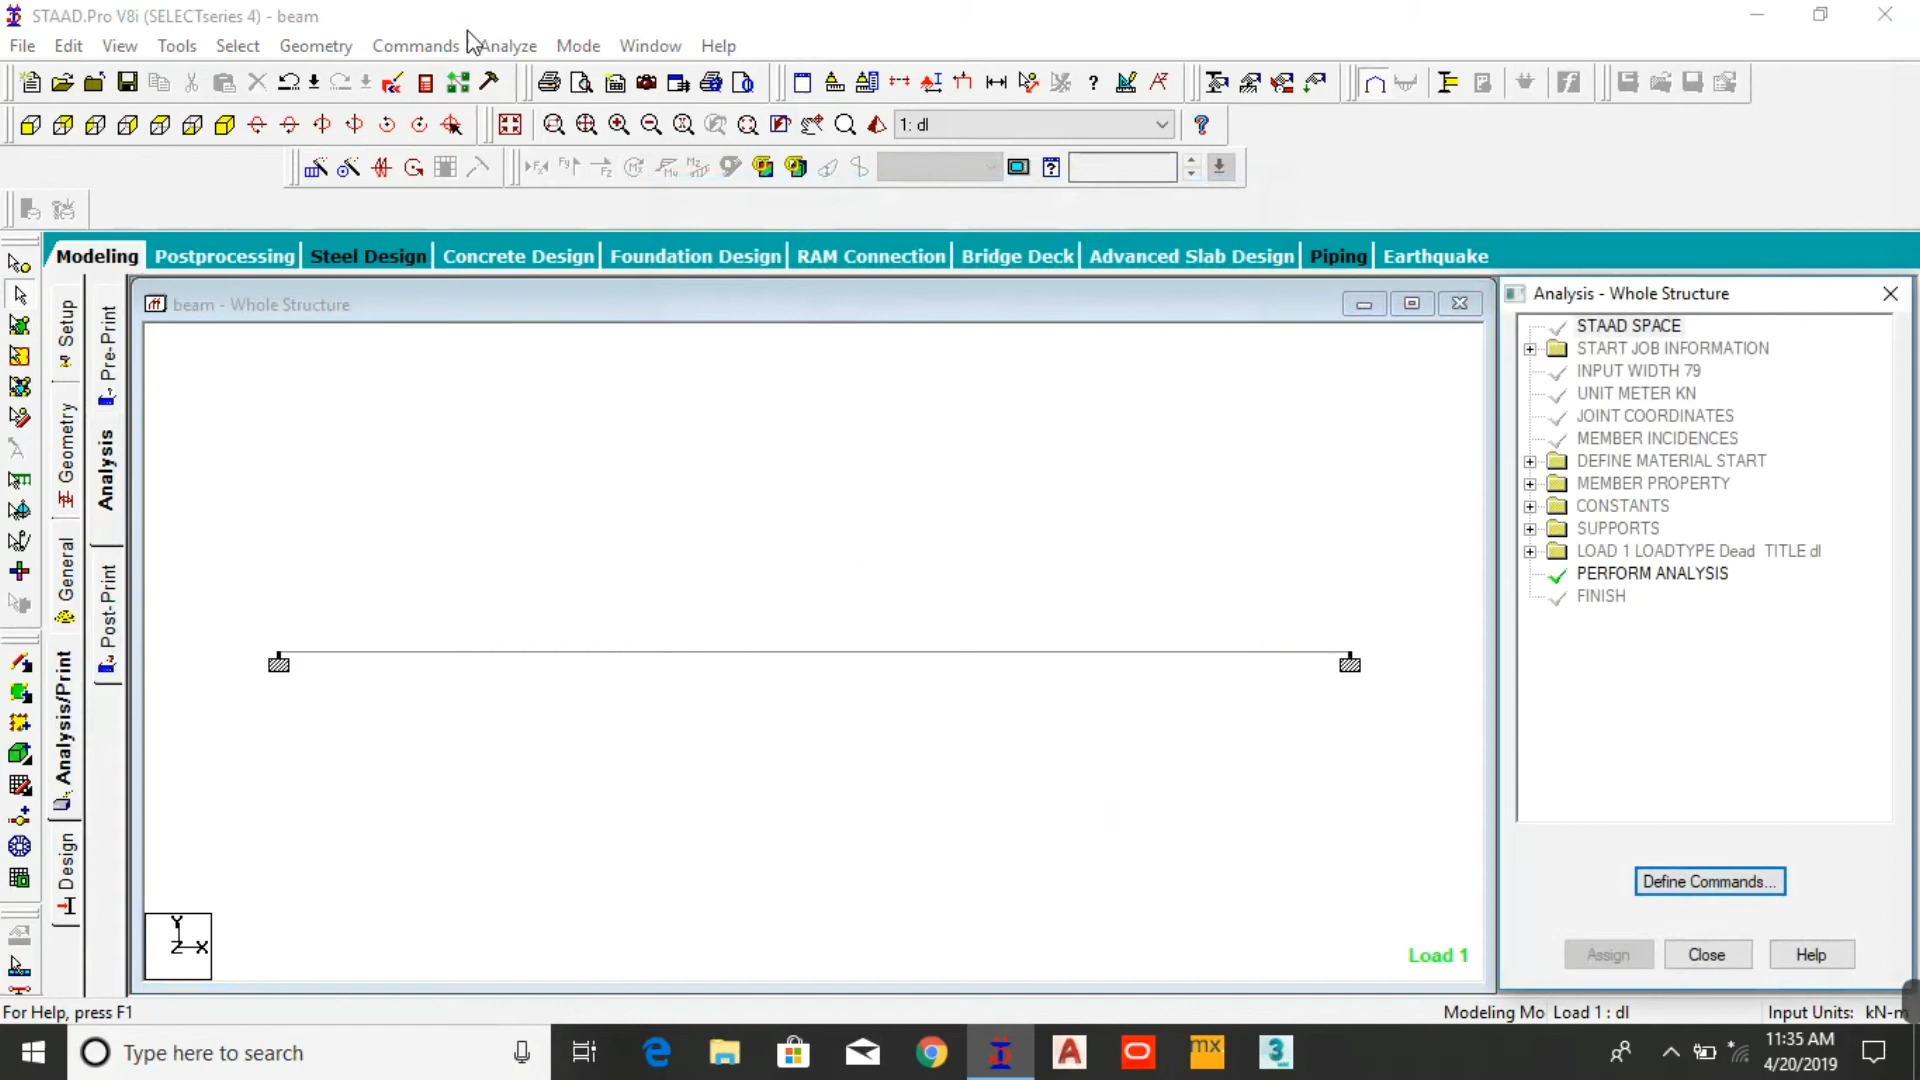 STAAD.Pro V8i (SELECTseries 4) - beam
File Edit View Tools Select Geometry Commands Analyze Mode Window Help
1: dl
Modeling Postprocessing Steel Design Concrete Design Foundation Design RAM Connection Bridge Deck Advanced Slab Design Piping Earthquake
Setup
Geometry
General
Analysis/Print
Design
Pre-Print
Analysis
Post-Print
beam - Whole Structure
Y
Z X
Load 1
Analysis - Whole Structure
STAAD SPACE
START JOB INFORMATION
INPUT WIDTH 79
UNIT METER KN
JOINT COORDINATES
MEMBER INCIDENCES
DEFINE MATERIAL START
MEMBER PROPERTY
CONSTANTS
SUPPORTS
LOAD 1 LOADTYPE Dead TITLE dl
PERFORM ANALYSIS
FINISH
Define Commands...
Assign Close Help
For Help, press F1
Modeling Mo Load 1 : dl Input Units: kN-m
Type here to search
11:35 AM
4/20/2019